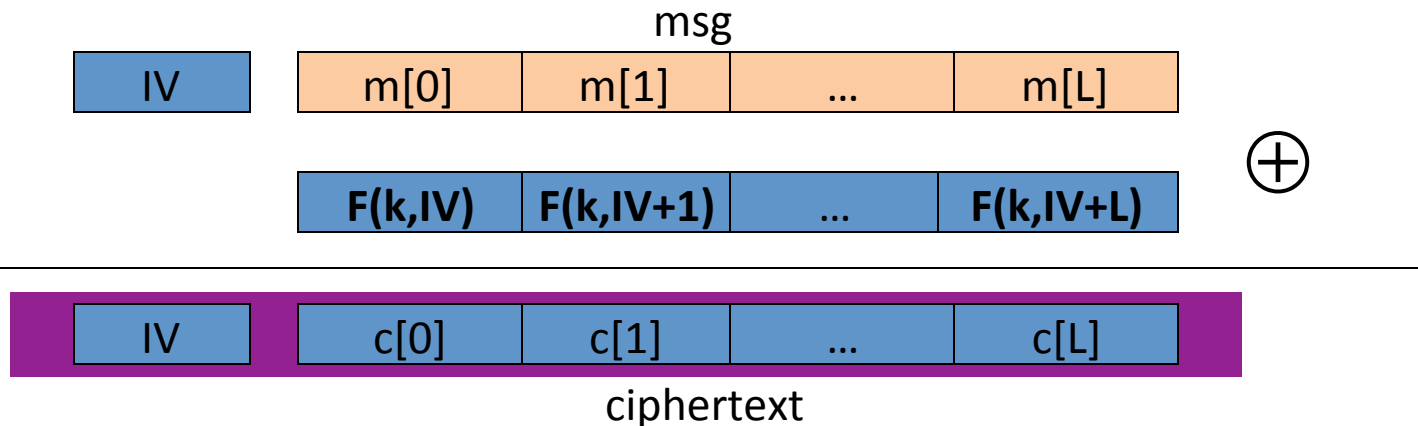 msg
IV m[0] m[1] ... m[L]
⊕
F(k,IV) F(k,IV+1) ... F(k,IV+L)
IV c[0] c[1] ... c[L]
ciphertext